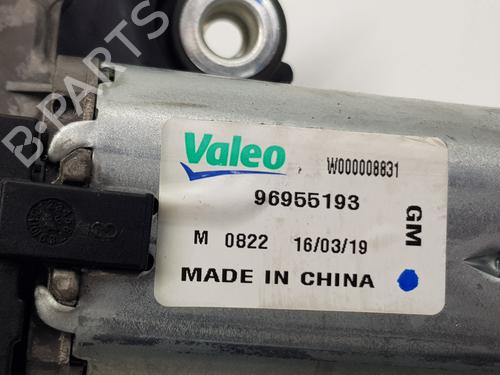 B-PARTS
Valeo
W000008831
96955193
GM
M 0822 16/03/19
MADE IN CHINA